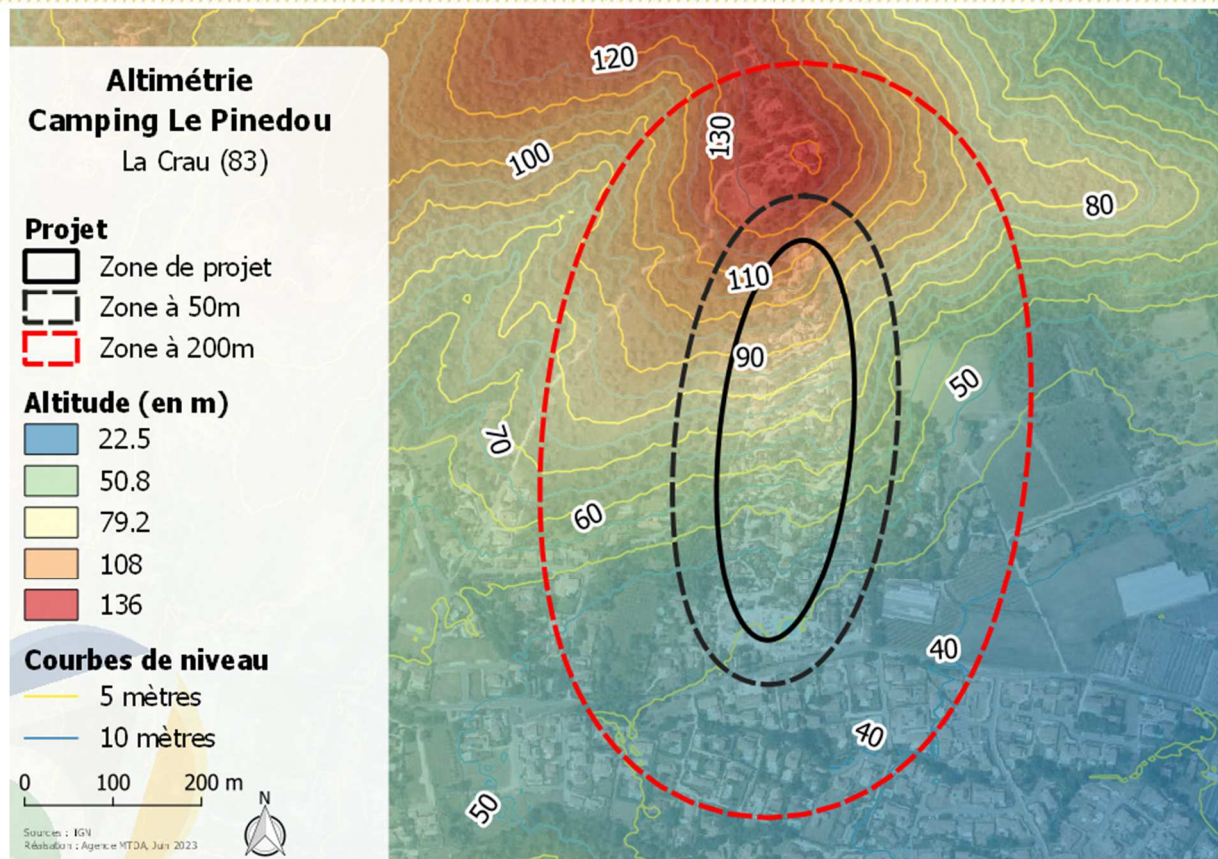 Altimétrie
Camping Le Pinedou
La Crau (83)
Projet
Zone de projet
Zone à 50m
Zone à 200m
Altitude (en m)
22.5
50.8
79.2
108
136
Courbes de niveau
5 mètres
10 mètres
0 100 200 m
N
Sources : IGN
Réalisation : Agence MTDA, Juin 2023
120
130
100
80
110
90
50
70
60
40
40
50